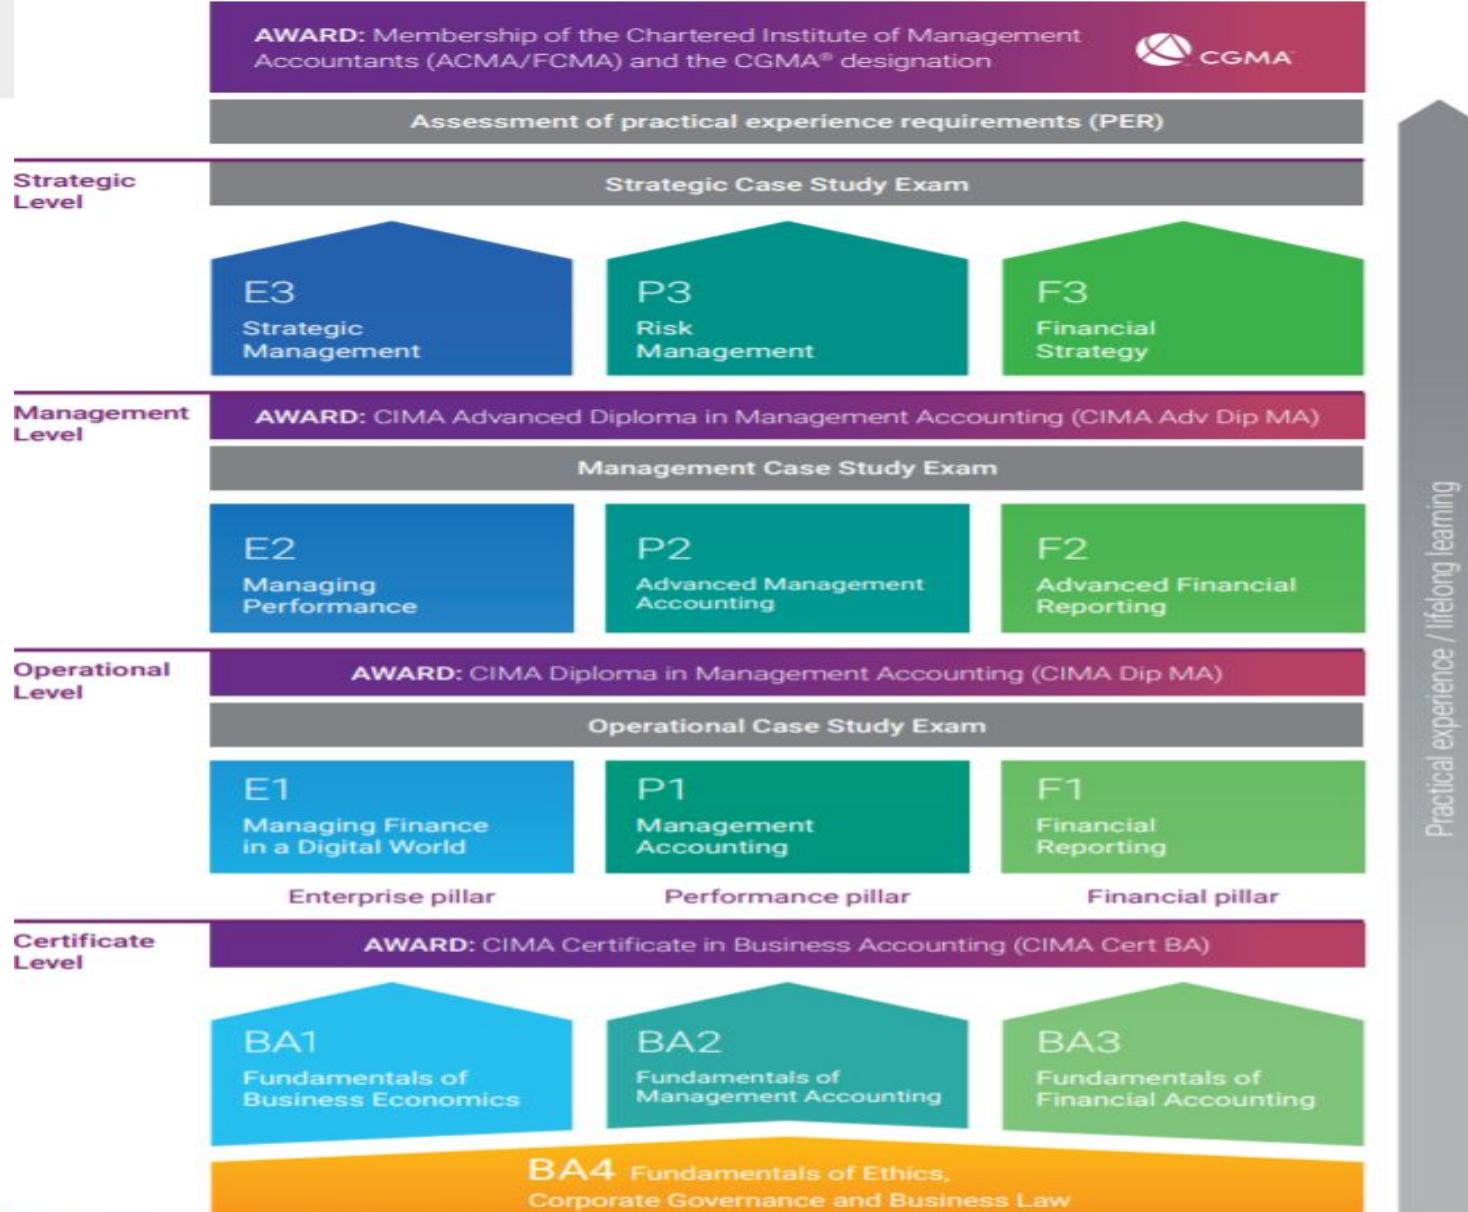 AWARD: Membership of the Chartered Institute of Management
Accountants (ACMA/FCMA) and the CGMA® designation
CGMA™
Assessment of practical experience requirements (PER)
Strategic
Level
Strategic Case Study Exam
E3
Strategic
Management
P3
Risk
Management
F3
Financial
Strategy
Management
Level
AWARD: CIMA Advanced Diploma in Management Accounting (CIMA Adv Dip MA)
Management Case Study Exam
E2
Managing
Performance
P2
Advanced Management
Accounting
F2
Advanced Financial
Reporting
Operational
Level
AWARD: CIMA Diploma in Management Accounting (CIMA Dip MA)
Operational Case Study Exam
E1
Managing Finance
in a Digital World
P1
Management
Accounting
F1
Financial
Reporting
Enterprise pillar
Performance pillar
Financial pillar
Certificate
Level
AWARD: CIMA Certificate in Business Accounting (CIMA Cert BA)
BA1
Fundamentals of
Business Economics
BA2
Fundamentals of
Management Accounting
BA3
Fundamentals of
Financial Accounting
BA4 Fundamentals of Ethics,
Corporate Governance and Business Law
Practical experience / lifelong learning